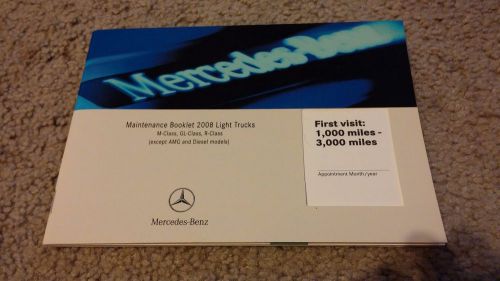 Mercedes-Benz
Maintenance Booklet 2008 Light Trucks
M-Class, GL-Class, R-Class
(except AMG and Diesel models)
First visit:
1,000 miles -
3,000 miles
Appointment Month/year
Mercedes-Benz